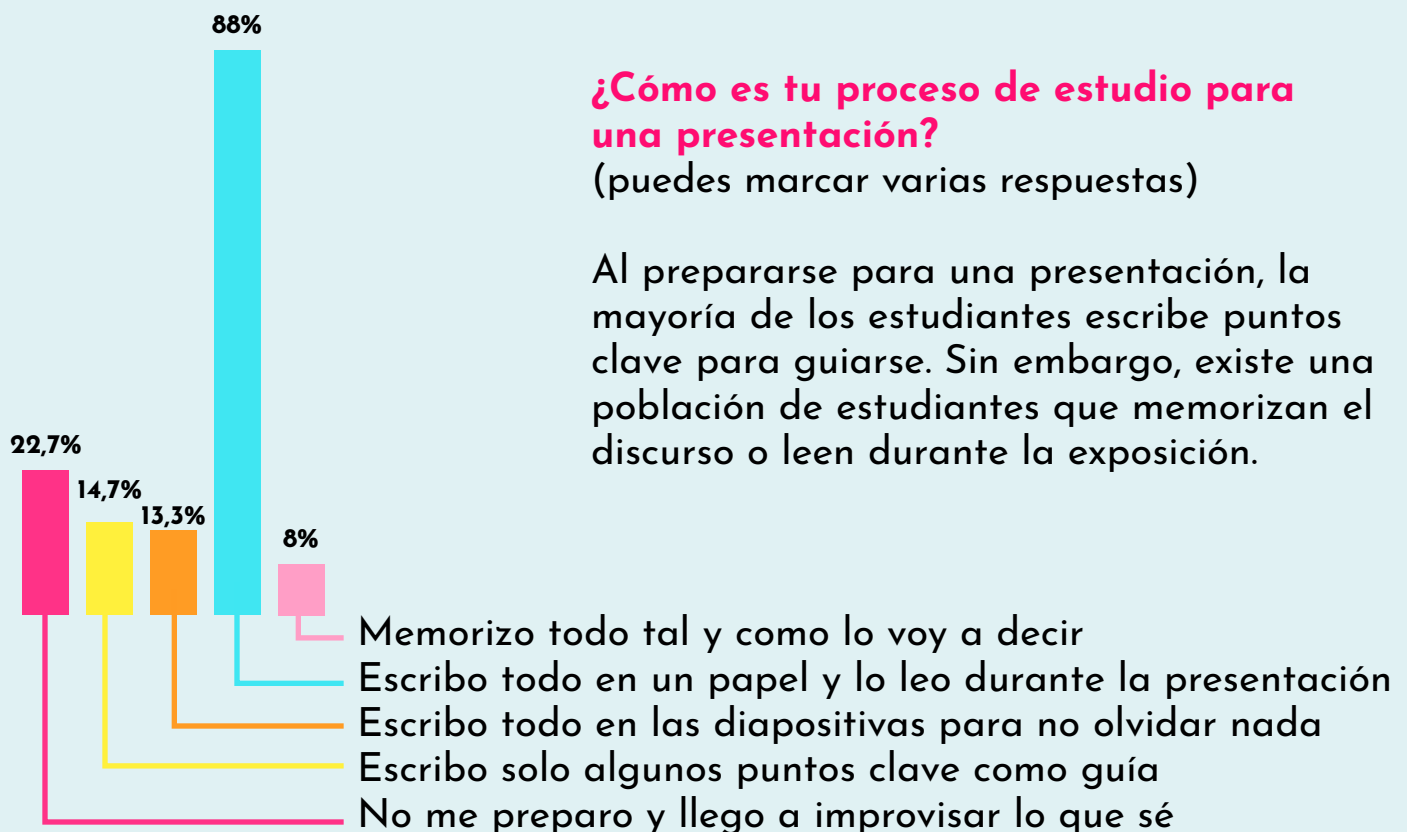 88%
¿Cómo es tu proceso de estudio para
una presentación?
(puedes marcar varias respuestas)
Al prepararse para una presentación, la
mayoría de los estudiantes escribe puntos
clave para guiarse. Sin embargo, existe una
población de estudiantes que memorizan el
discurso o leen durante la exposición.
22,7%
14,7%
13,3%
8%
Memorizo todo tal y como lo voy a decir
Escribo todo en un papel y lo leo durante la presentación
Escribo todo en las diapositivas para no olvidar nada
Escribo solo algunos puntos clave como guía
No me preparo y llego a improvisar lo que sé